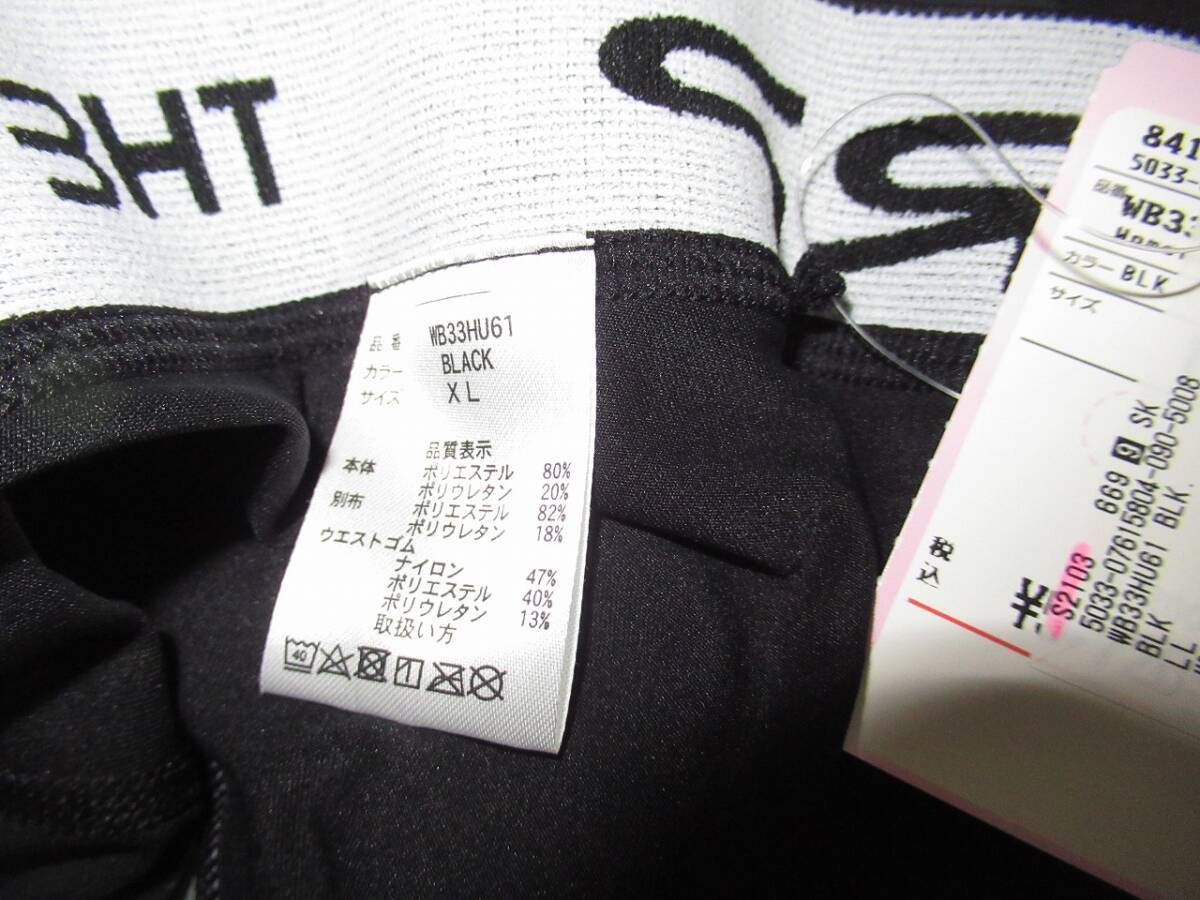 THE
品番 WB33HU61
カラー BLACK
サイズ XL
品質表示
本体 ポリエステル 80%
ポリウレタン 20%
別布 ポリエステル 82%
ポリウレタン 18%
ウエストゴム
ナイロン 47%
ポリエステル 40%
ポリウレタン 13%
取扱い方
40
841
5033-
品番 WB33
カラー BLK
サイズ
税込
¥
S2103 669 9 SK
5033-07615804-090-5008
WB33HU61 BLK.
BLK
LL